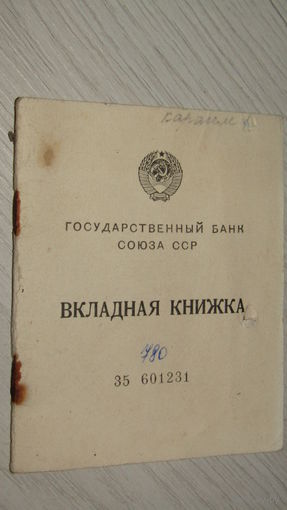 ГОСУДАРСТВЕННЫЙ БАНК
СОЮЗА ССР
ВКЛАДНАЯ КНИЖКА
780
35 601231